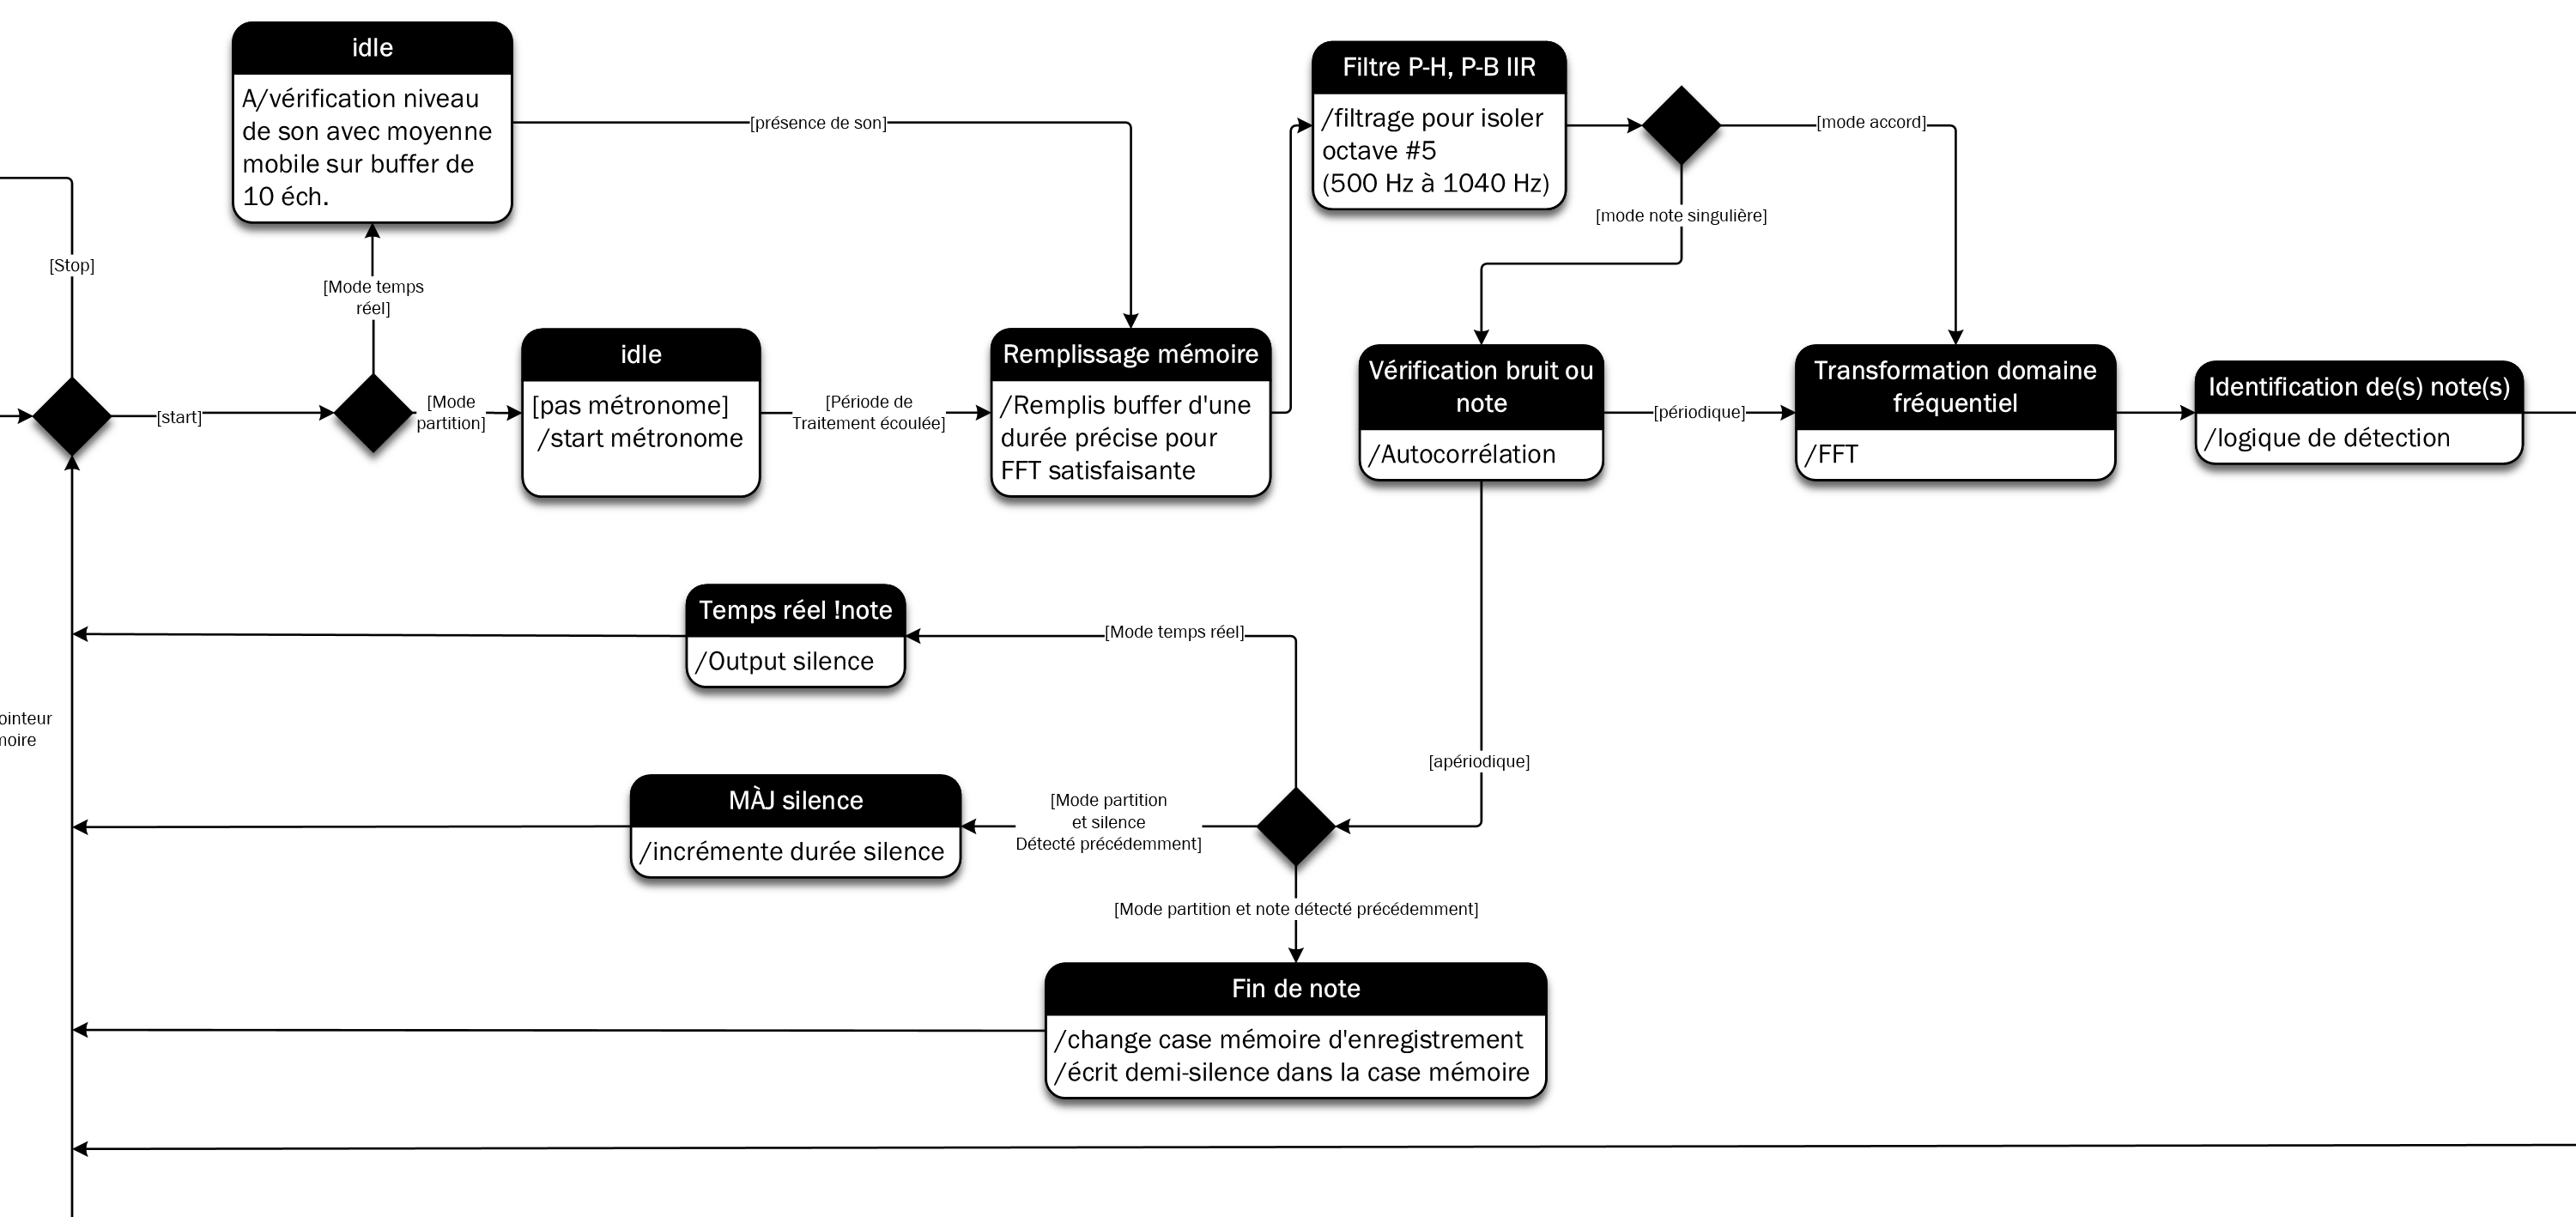 idle
A/vérification niveau
de son avec moyenne
mobile sur buffer de
10 éch.
[présence de son]
Filtre P-H, P-B IIR
/filtrage pour isoler
octave #5
(500 Hz à 1040 Hz)
[mode accord]
[mode note singulière]
[Stop]
[Mode temps
réel]
[start]
[Mode
partition]
idle
[pas métronome]
/start métronome
[Période de
Traitement écoulée]
Remplissage mémoire
/Remplis buffer d'une
durée précise pour
FFT satisfaisante
Vérification bruit ou
note
/Autocorrélation
[périodique]
Transformation domaine
fréquentiel
/FFT
Identification de(s) note(s)
/logique de détection
Temps réel !note
/Output silence
[Mode temps réel]
ointeur
moire
[apériodique]
MÀJ silence
/incrémente durée silence
[Mode partition
et silence
Détecté précédemment]
[Mode partition et note détecté précédemment]
Fin de note
/change case mémoire d'enregistrement
/écrit demi-silence dans la case mémoire